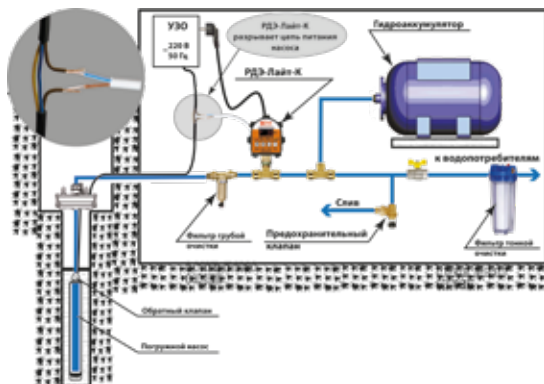 УЗО
~220 В
50 Гц
РДЭ-Лайт-К
разрывает цепь питания
насоса
РДЭ-Лайт-К
Гидроаккумулятор
к водопотребителям
Слив
Предохранительный
клапан
Фильтр грубой
очистки
Фильтр тонкой
очистки
Обратный клапан
Погружной насос